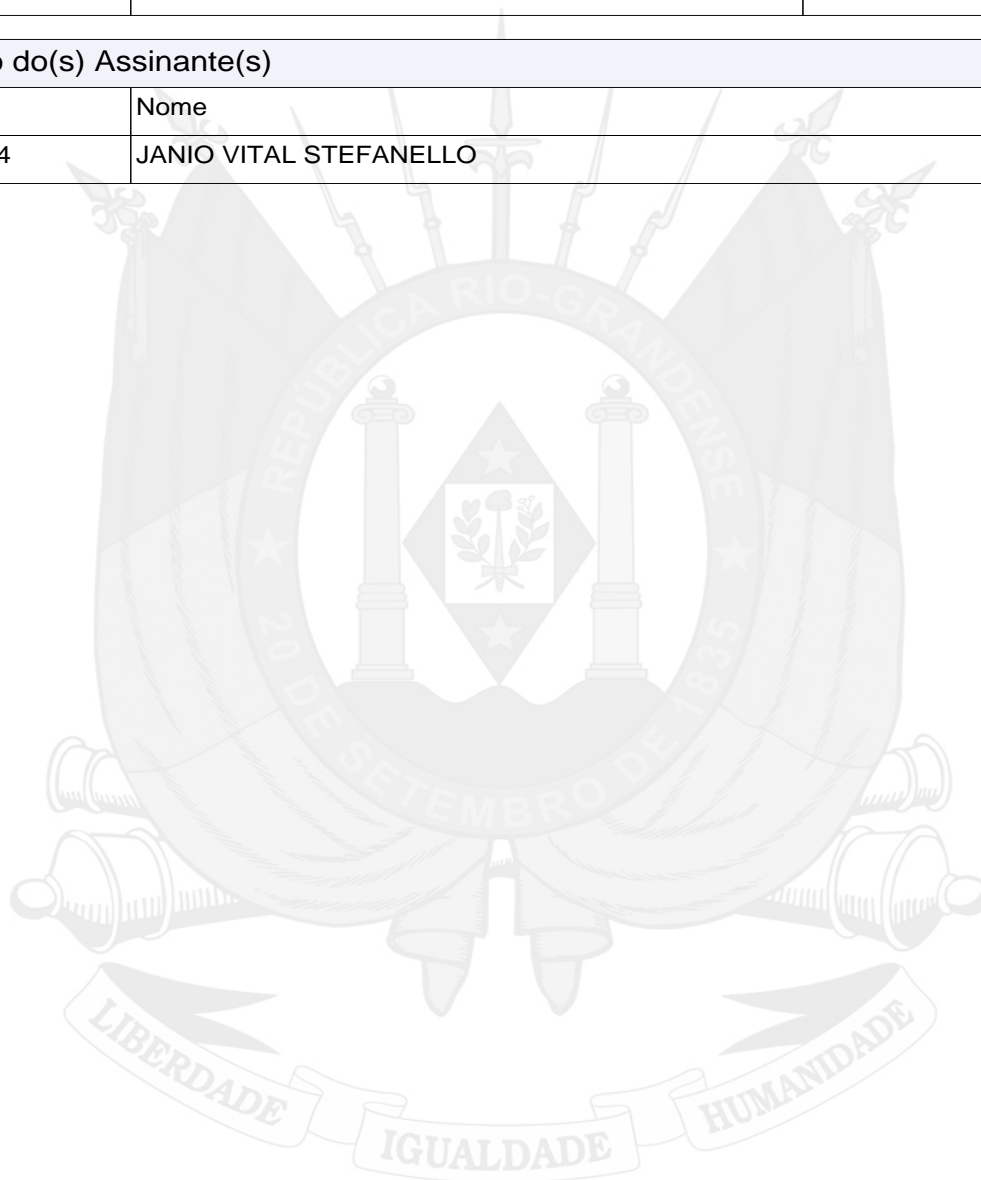 o do(s) Assinante(s)
Nome
4 JANIO VITAL STEFANELLO
REPÚBLICA RIO-GRANDENSE
20 DE SETEMBRO DE 1835
LIBERDADE IGUALDADE HUMANIDADE